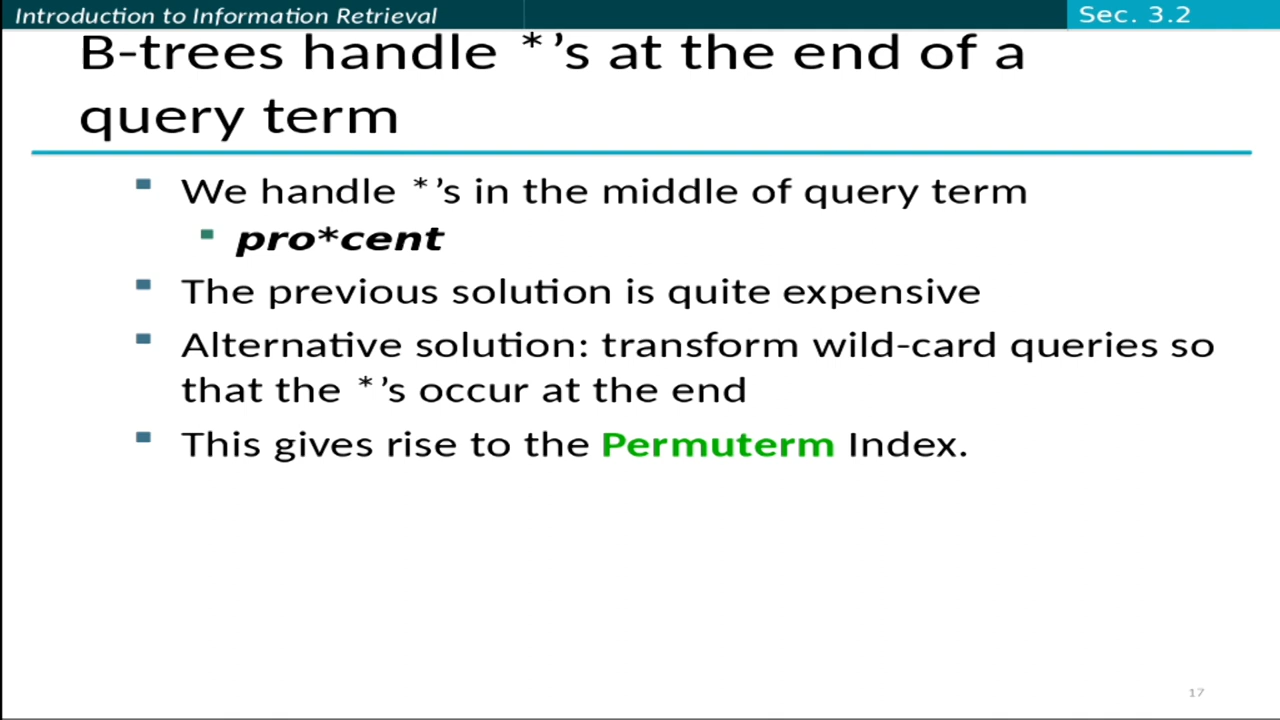 Introduction to Information Retrieval
Sec. 3.2
B-trees handle *’s at the end of a
query term
We handle *’s in the middle of query term
pro*cent
The previous solution is quite expensive
Alternative solution: transform wild-card queries so
that the *’s occur at the end
This gives rise to the Permuterm Index.
17